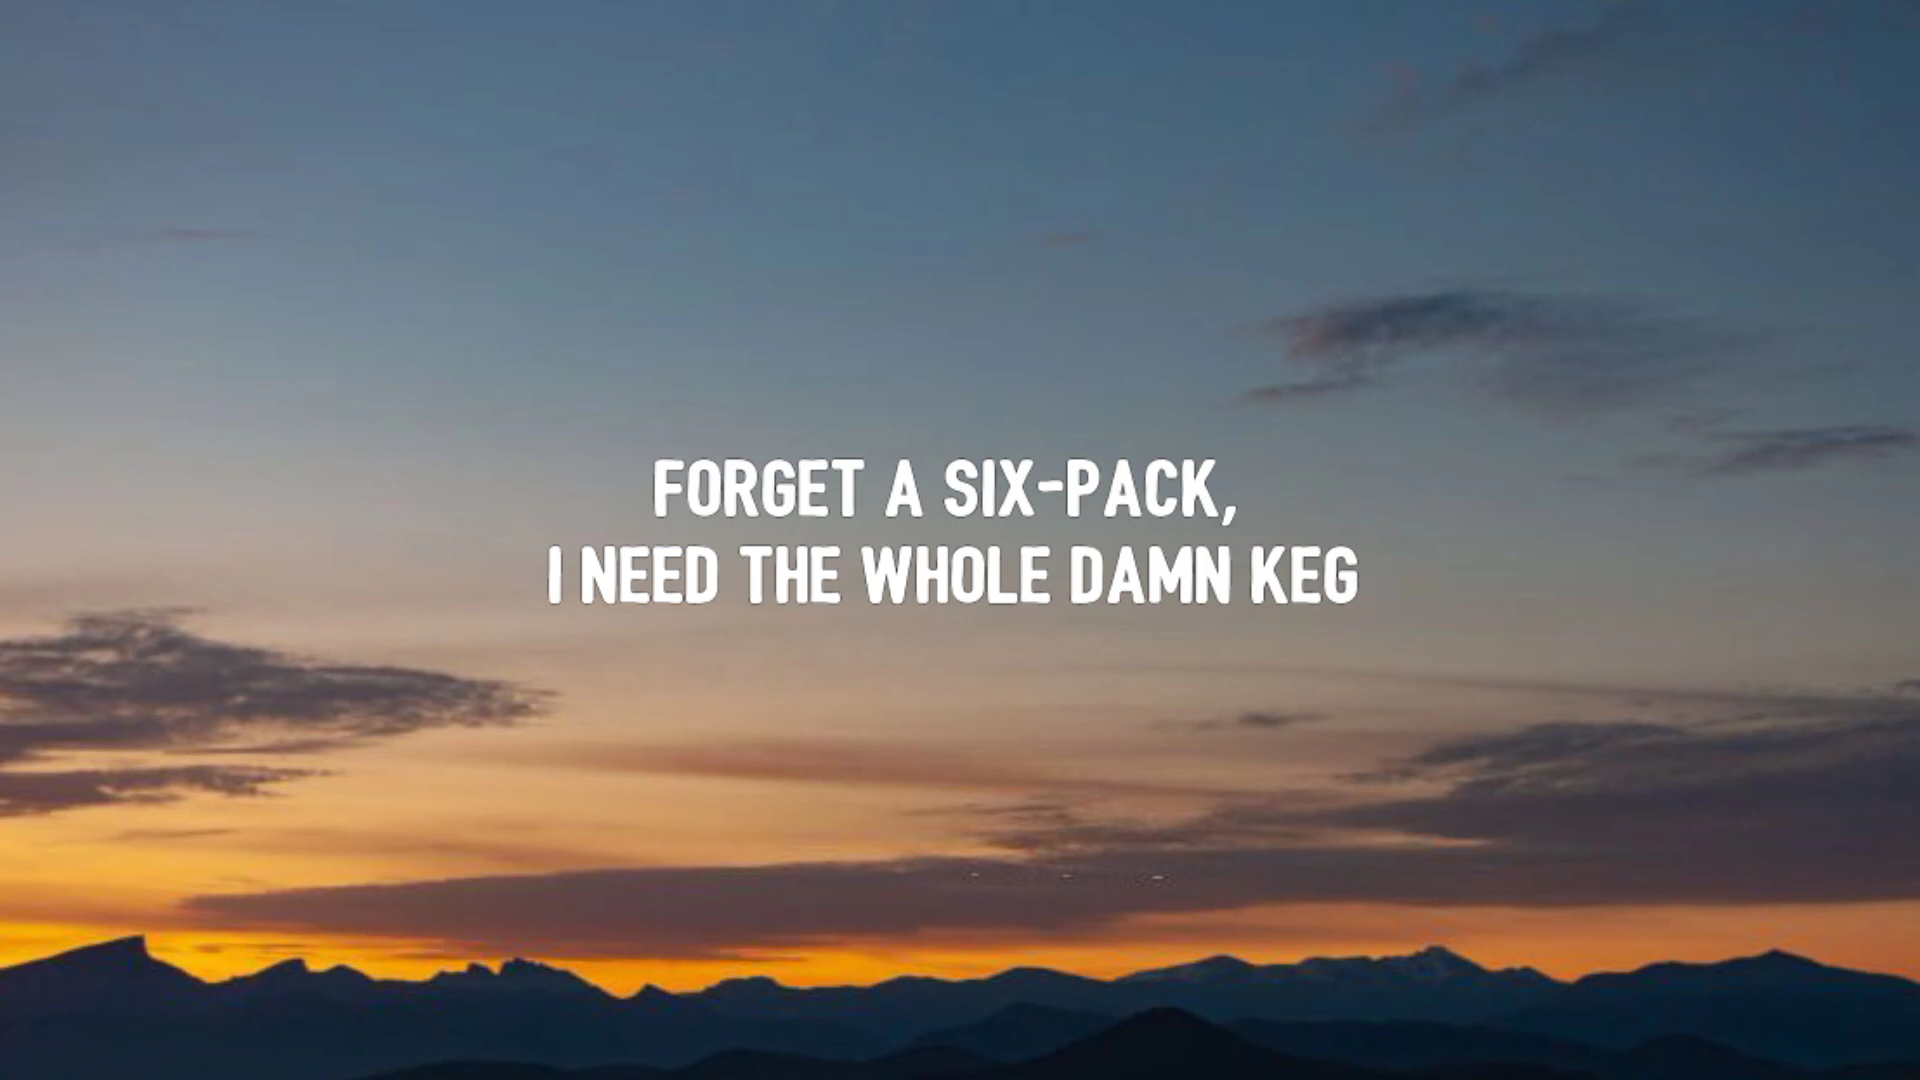 FORGET A SIX-PACK,
I NEED THE WHOLE DAMN KEG